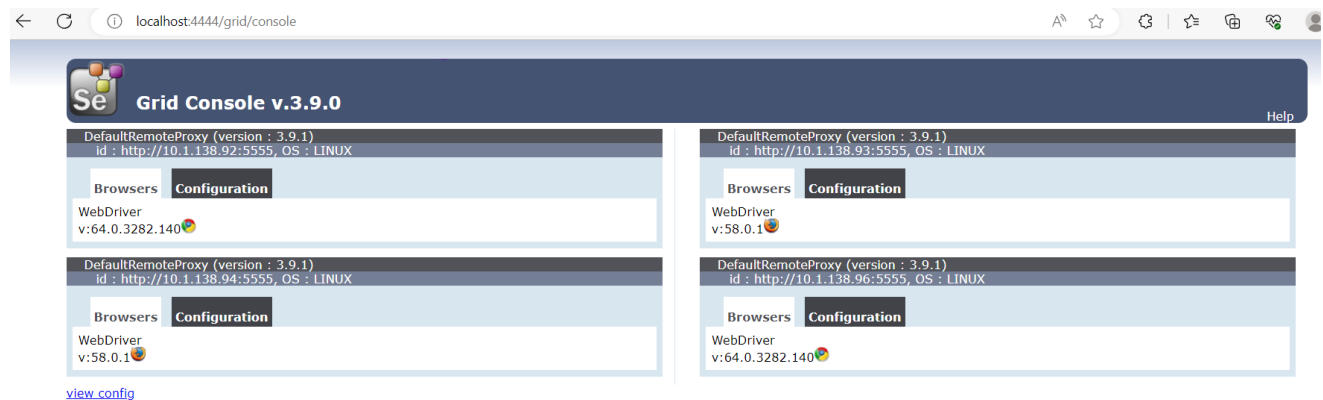 localhost:4444/grid/console
A
Se
Grid Console v.3.9.0
Help
DefaultRemoteProxy (version : 3.9.1)
id : http://10.1.138.92:5555, OS : LINUX
Browsers Configuration
WebDriver
v:64.0.3282.140
DefaultRemoteProxy (version : 3.9.1)
id : http://10.1.138.93:5555, OS : LINUX
Browsers Configuration
WebDriver
v:58.0.1
DefaultRemoteProxy (version : 3.9.1)
id : http://10.1.138.94:5555, OS : LINUX
Browsers Configuration
WebDriver
v:58.0.1
DefaultRemoteProxy (version : 3.9.1)
id : http://10.1.138.96:5555, OS : LINUX
Browsers Configuration
WebDriver
v:64.0.3282.140
view config